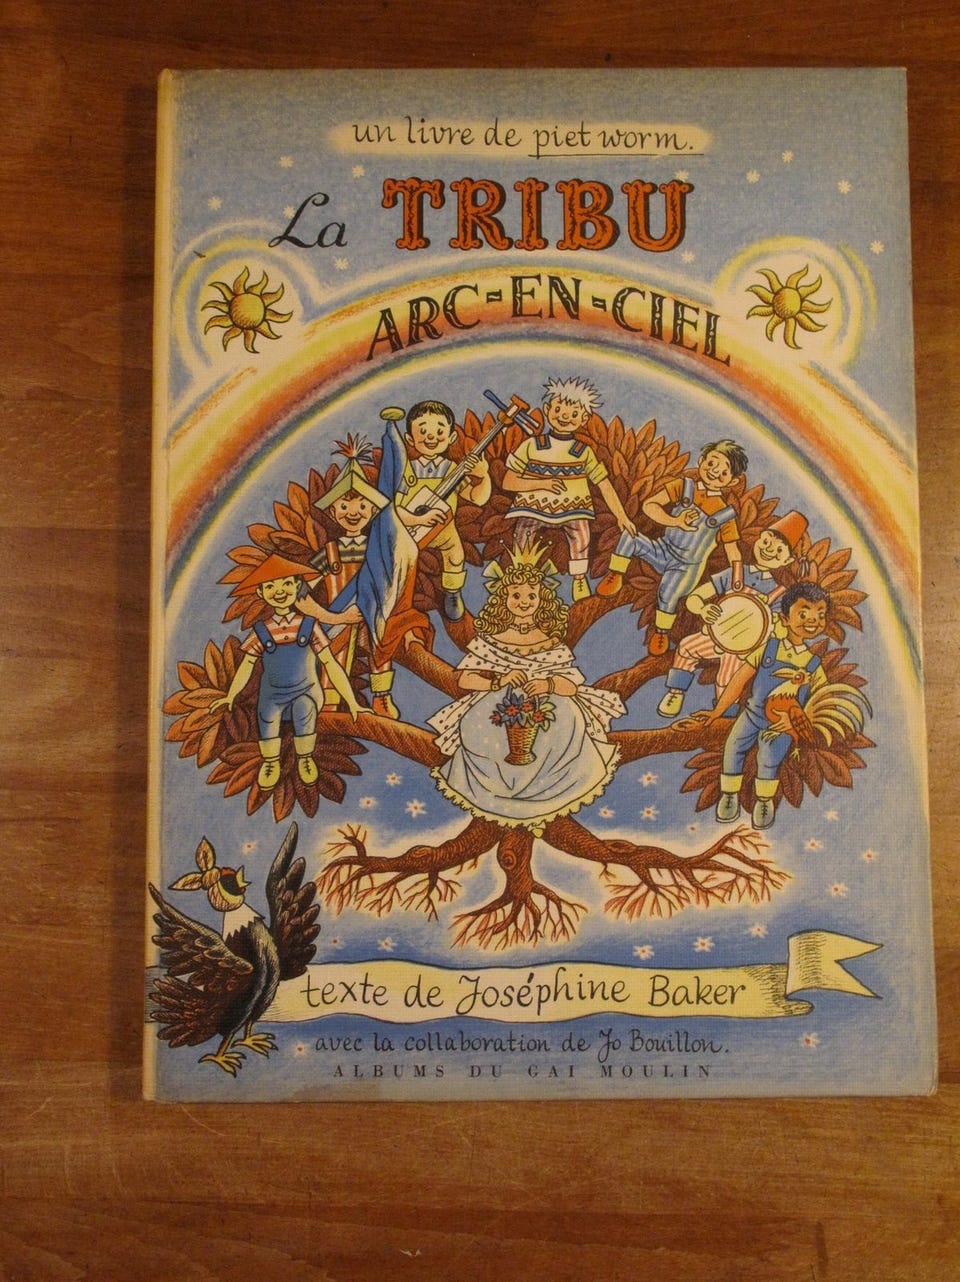 un livre de piet worm.
La TRIBU
ARC-EN-CIEL
texte de Joséphine Baker
avec la collaboration de Jo Bouillon.
ALBUMS DU GAI MOULIN